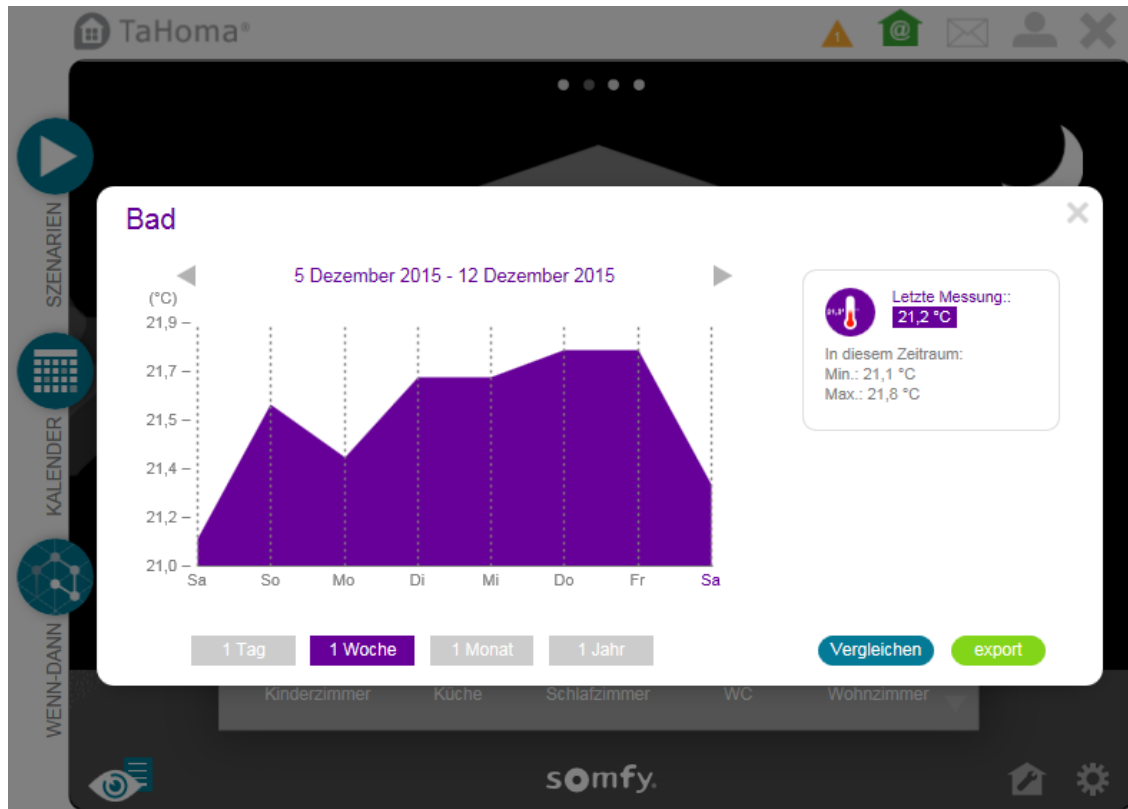 TaHoma®
1
@
SZENARIEN
KALENDER
WENN-DANN
Bad
5 Dezember 2015 - 12 Dezember 2015
(°C)
21,9
21,7
21,5
21,4
21,2
21,0
Sa So Mo Di Mi Do Fr Sa
Letzte Messung::
21,2 °C
In diesem Zeitraum:
Min.: 21,1 °C
Max.: 21,8 °C
1 Tag 1 Woche 1 Monat 1 Jahr
Vergleichen export
Kinderzimmer Küche Schlafzimmer WC Wohnzimmer
somfy.